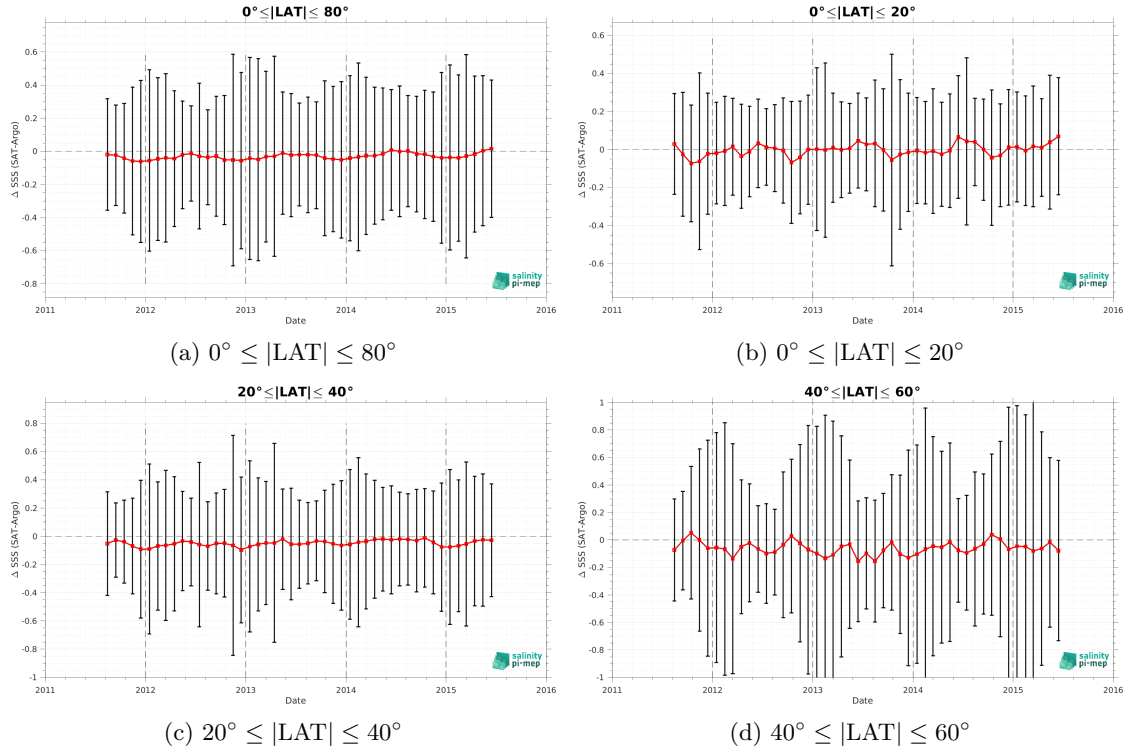 0°≤|LAT|≤ 80°
0.6
0.4
0.2
0
-0.2
-0.4
-0.6
-0.8
Δ SSS (SAT-Argo)
2011
2012
2013
2014
2015
2016
Date
salinity
pi-mep
(a) 0° ≤ |LAT| ≤ 80°
0°≤|LAT|≤ 20°
0.6
0.4
0.2
0
-0.2
-0.4
-0.6
Δ SSS (SAT-Argo)
2011
2012
2013
2014
2015
2016
Date
salinity
pi-mep
(b) 0° ≤ |LAT| ≤ 20°
20°≤|LAT|≤ 40°
0.8
0.6
0.4
0.2
0
-0.2
-0.4
-0.6
-0.8
-1
Δ SSS (SAT-Argo)
2011
2012
2013
2014
2015
2016
Date
salinity
pi-mep
(c) 20° ≤ |LAT| ≤ 40°
40°≤|LAT|≤ 60°
1
0.8
0.6
0.4
0.2
0
-0.2
-0.4
-0.6
-0.8
-1
Δ SSS (SAT-Argo)
2011
2012
2013
2014
2015
2016
Date
salinity
pi-mep
(d) 40° ≤ |LAT| ≤ 60°